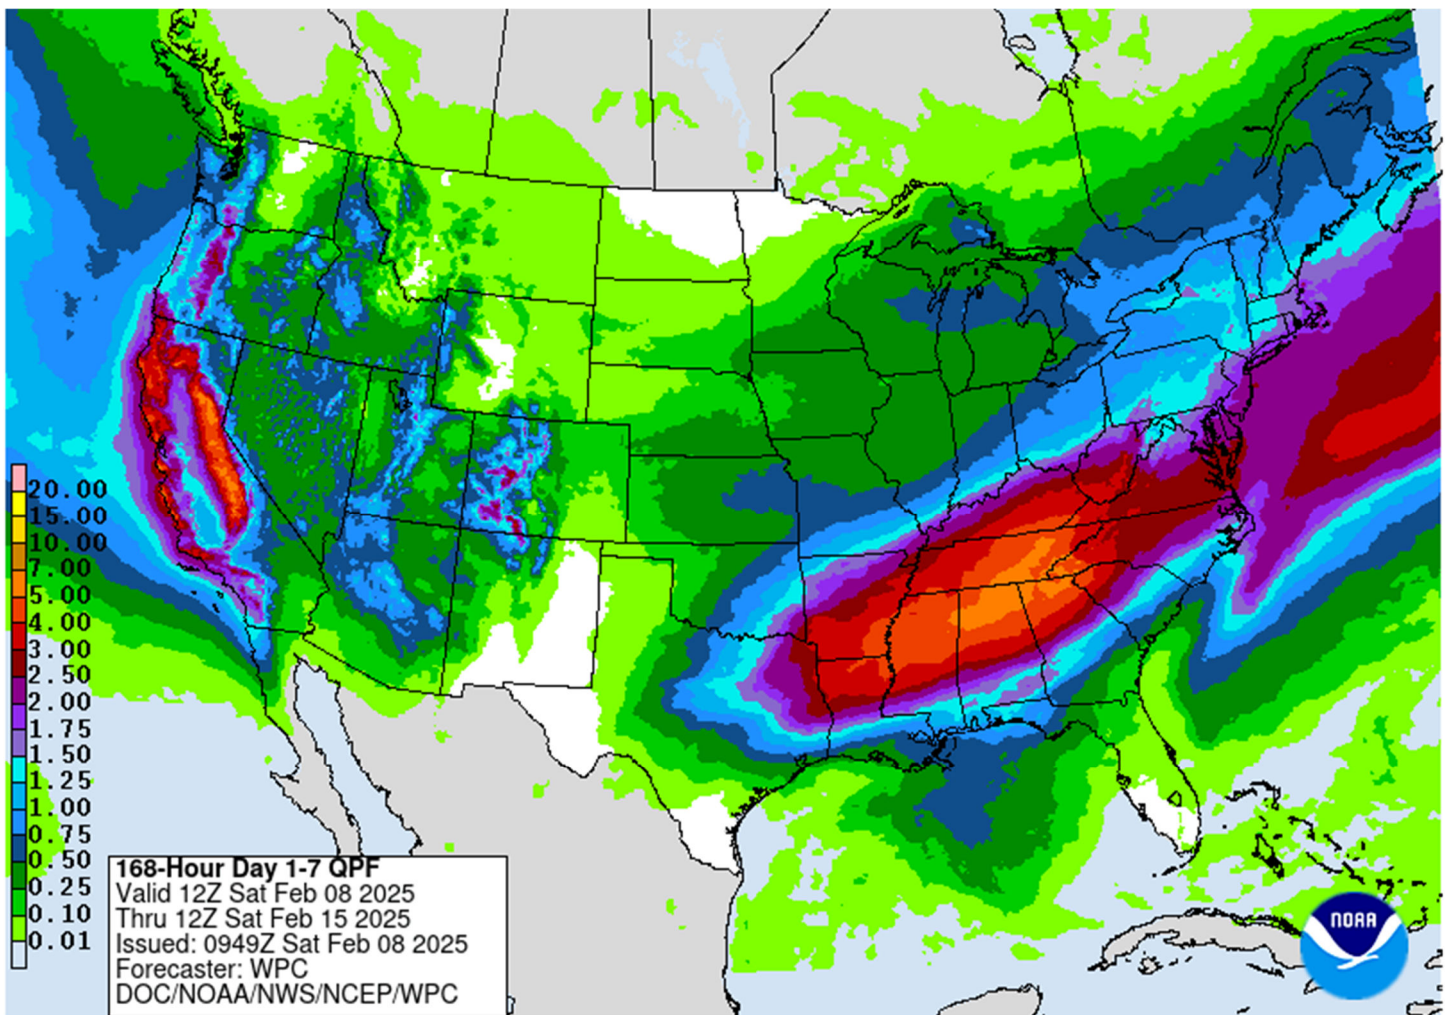 20.00
15.00
10.00
7.00
5.00
4.00
3.00
2.50
2.00
1.75
1.50
1.25
1.00
0.75
0.50
0.25
0.10
0.01
168-Hour Day 1-7 QPF
Valid 12Z Sat Feb 08 2025
Thru 12Z Sat Feb 15 2025
Issued: 0949Z Sat Feb 08 2025
Forecaster: WPC
DOC/NOAA/NWS/NCEP/WPC
NOAA